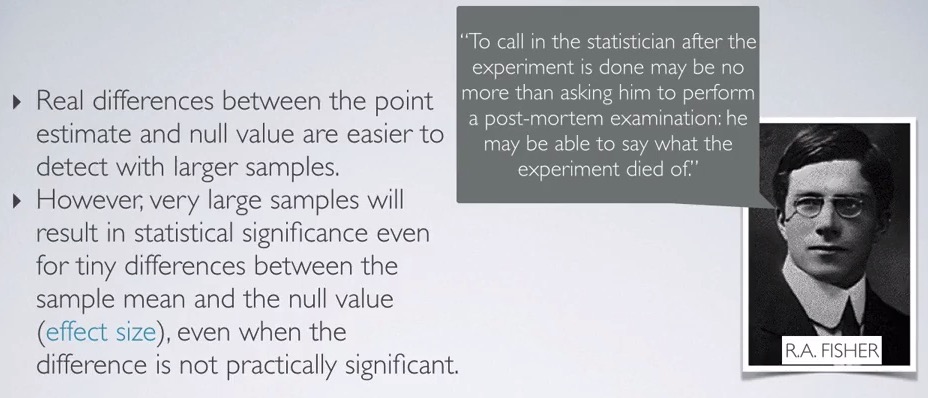 ‣ Real differences between the point
estimate and null value are easier to
detect with larger samples.
‣ However, very large samples will
result in statistical significance even
for tiny differences between the
sample mean and the null value
(effect size), even when the
difference is not practically significant.
“To call in the statistician after the
experiment is done may be no
more than asking him to perform
a post-mortem examination: he
may be able to say what the
experiment died of.”
R.A. FISHER